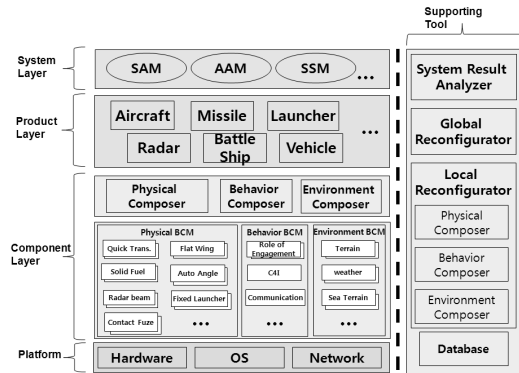 Supporting
Tool
System
Layer
SAM
AAM
SSM
...
System Result
Analyzer
Product
Layer
Aircraft
Missile
Launcher
...
Radar
Battle
Ship
Vehicle
Global
Reconfigurator
Component
Layer
Physical
Composer
Behavior
Composer
Environment
Composer
Physical BCM
Behavior BCM
Environment BCM
Quick Trans.
Flat Wing
Solid Fuel
Auto Angle
Radar beam
Fixed Launcher
Contact Fuze
...
Role of
Engagement
C4I
Communication
...
Terrain
weather
Sea Terrain
...
Local
Reconfigurator
Physical
Composer
Behavior
Composer
Environment
Composer
Database
Platform
Hardware
OS
Network